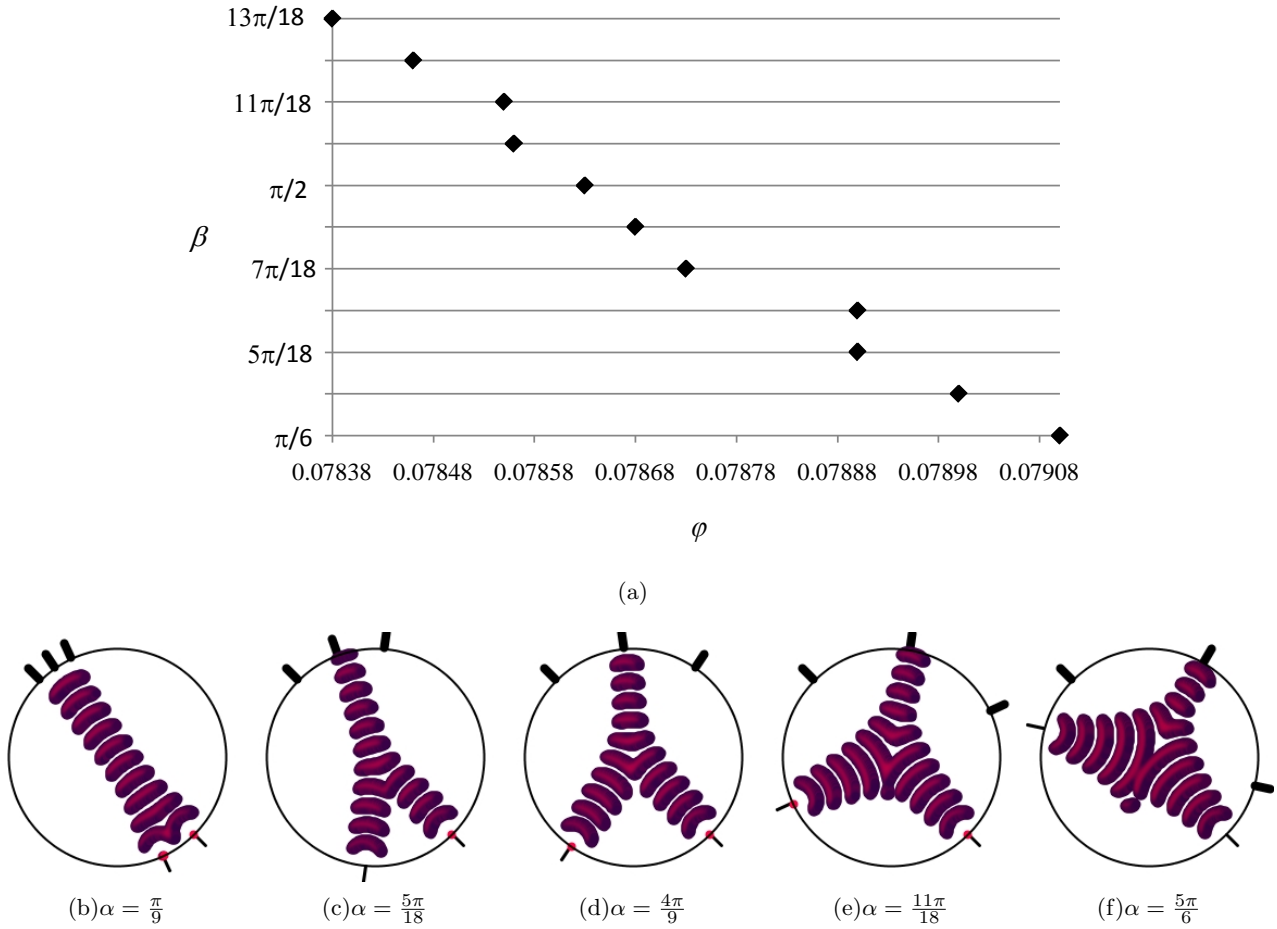 13π/18
11π/18
π/2
β
7π/18
5π/18
π/6
0.07838 0.07848 0.07858 0.07868 0.07878 0.07888 0.07898 0.07908
φ
(a)
(b)α = π/9 (c)α = 5π/18 (d)α = 4π/9 (e)α = 11π/18 (f)α = 5π/6